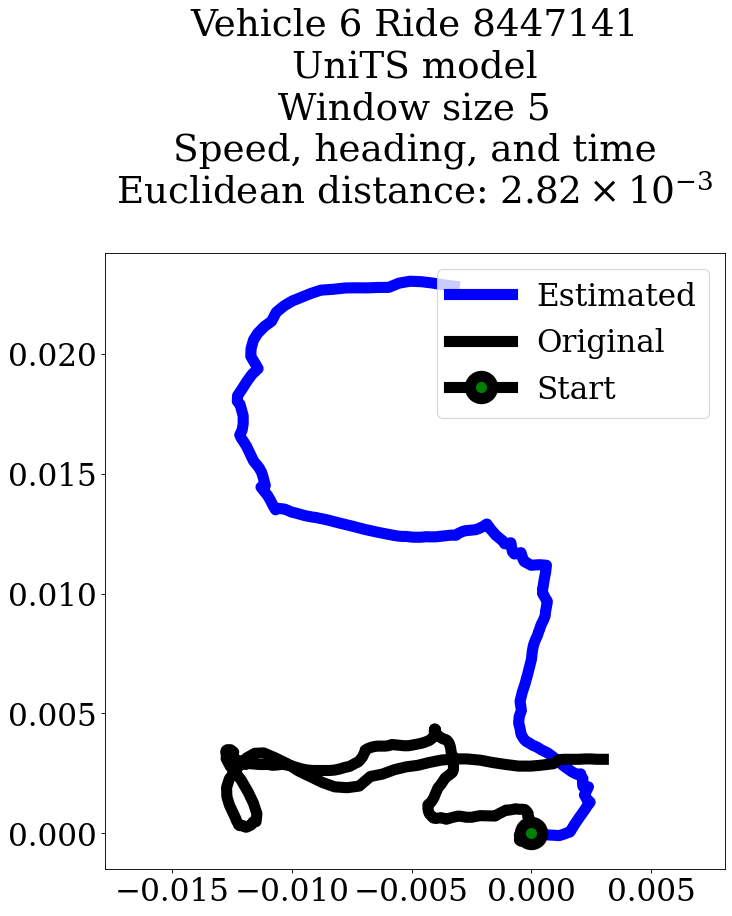 Vehicle 6 Ride 8447141
UniTS model
Window size 5
Speed, heading, and time
Euclidean distance: 2.82 × 10⁻³
Estimated
Original
Start
0.020
0.015
0.010
0.005
0.000
−0.015 −0.010 −0.005 0.000 0.005